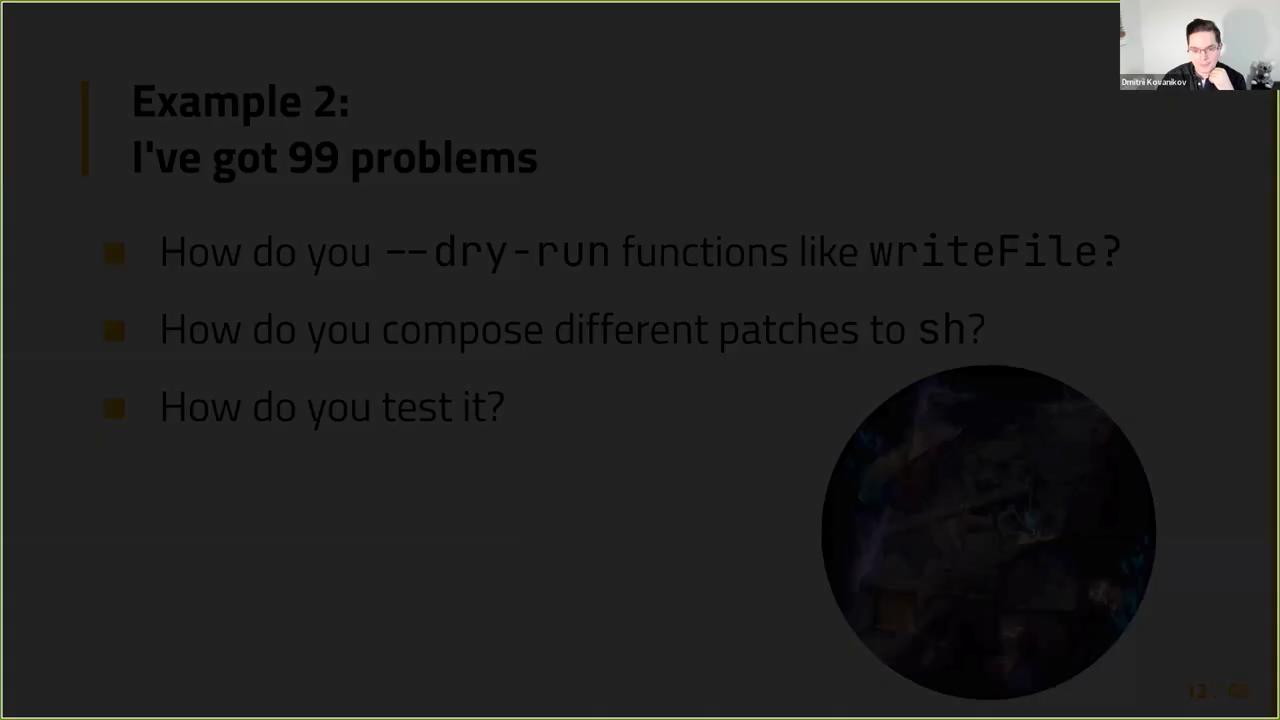 Dmitrii Kovanikov
Example 2:
I've got 99 problems
How do you --dry-run functions like writeFile?
How do you compose different patches to sh?
How do you test it?